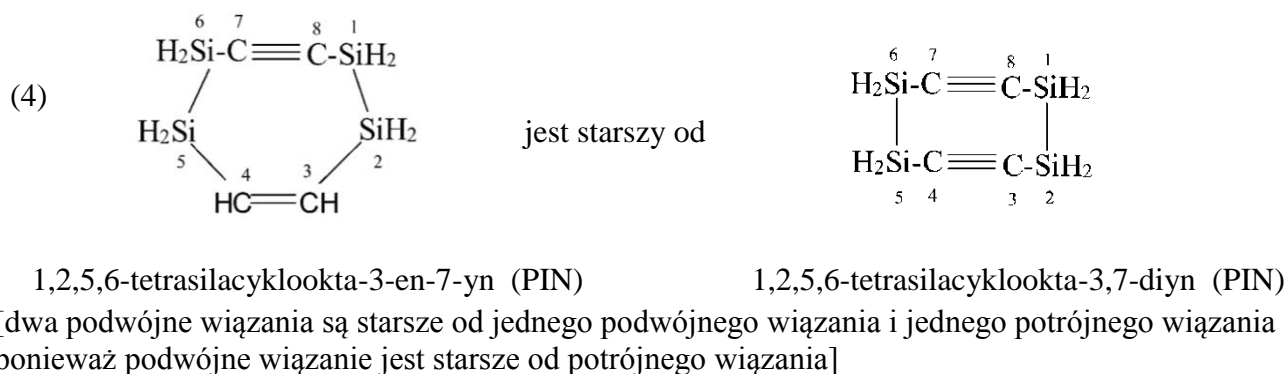 6 7 8 1
H₂Si-C≡C-SiH₂
(4)
H₂Si SiH₂
5 4 3 2
HC=CH
jest starszy od
6 7 8 1
H₂Si-C≡C-SiH₂
H₂Si-C≡C-SiH₂
5 4 3 2
1,2,5,6-tetrasilacyklookta-3-en-7-yn (PIN) 1,2,5,6-tetrasilacyklookta-3,7-diyn (PIN)
[dwa podwójne wiązania są starsze od jednego podwójnego wiązania i jednego potrójnego wiązania
ponieważ podwójne wiązanie jest starsze od potrójnego wiązania]